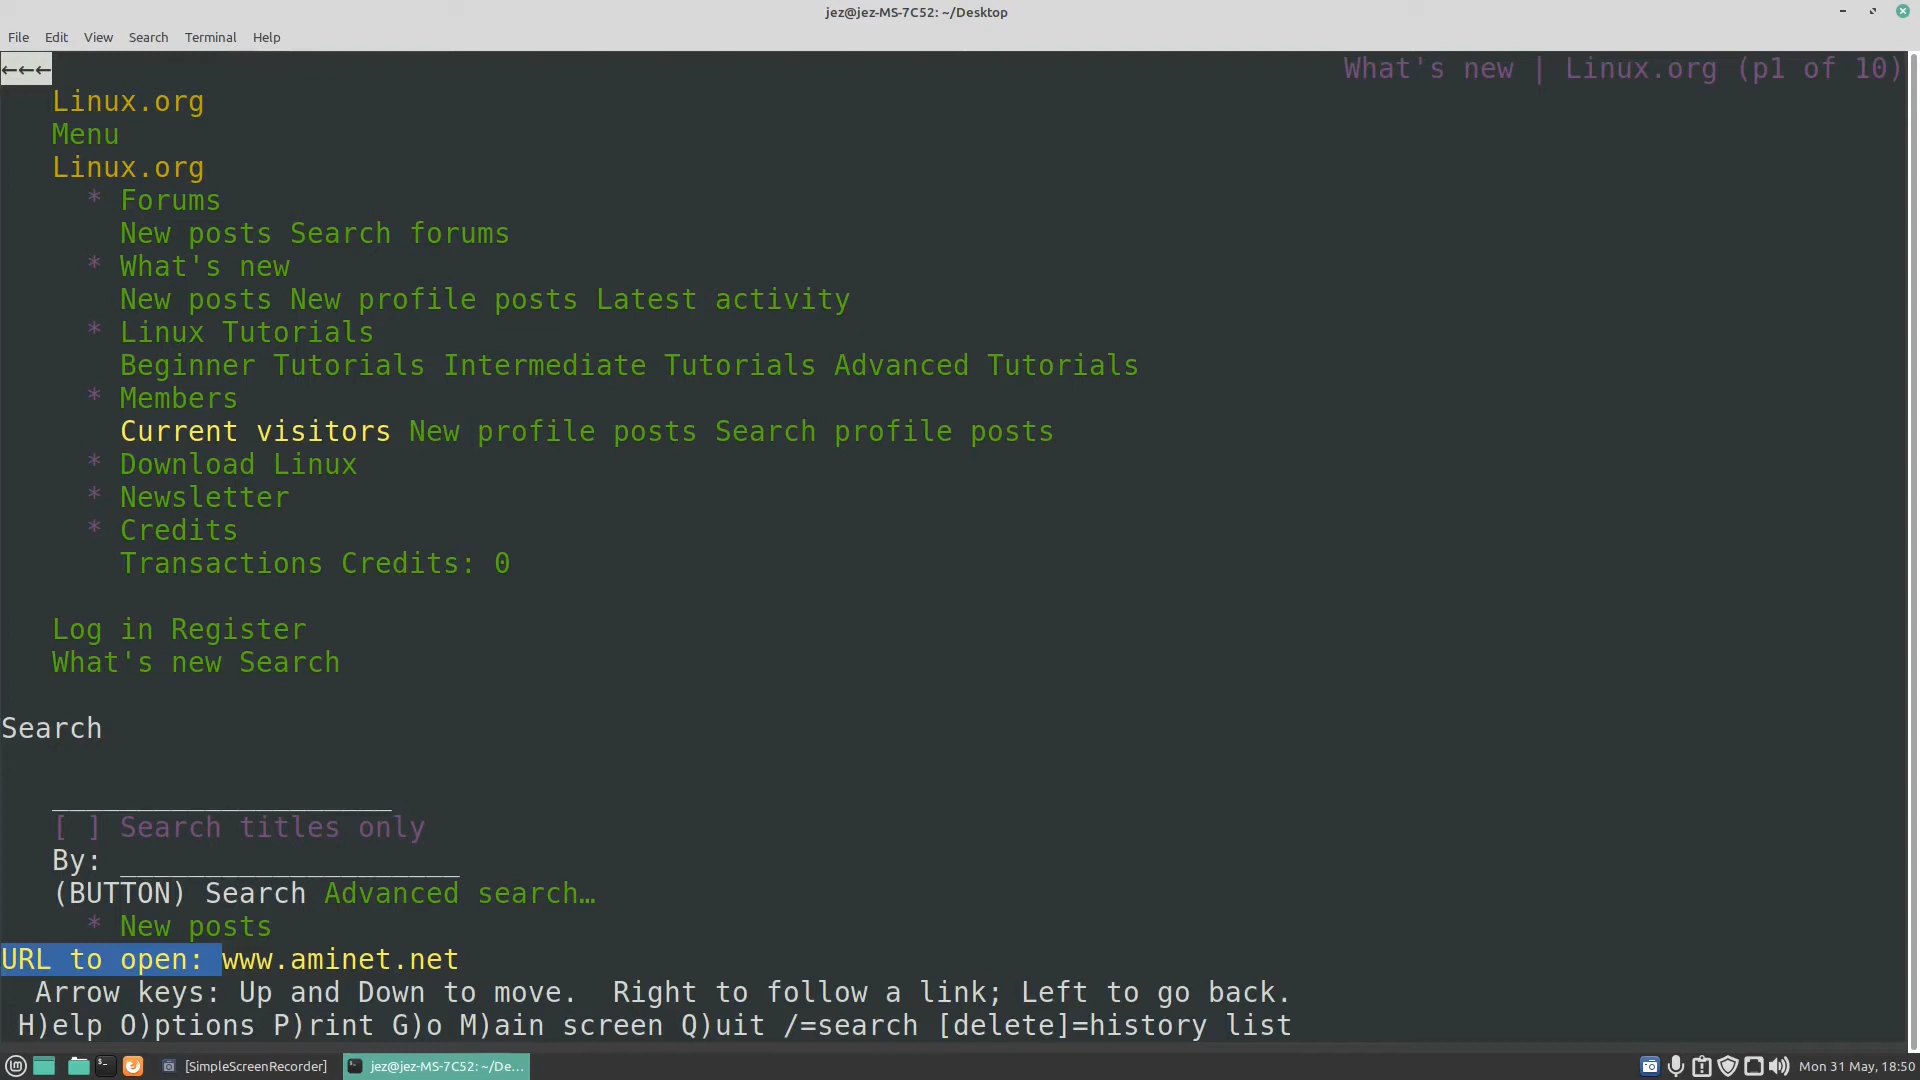 jez@jez-MS-7C52: ~/Desktop
File Edit View Search Terminal Help
←←← What's new | Linux.org (p1 of 10)
Linux.org
Menu
Linux.org
* Forums
New posts Search forums
* What's new
New posts New profile posts Latest activity
* Linux Tutorials
Beginner Tutorials Intermediate Tutorials Advanced Tutorials
* Members
Current visitors New profile posts Search profile posts
* Download Linux
* Newsletter
* Credits
Transactions Credits: 0
Log in Register
What's new Search
Search
____________________
[ ] Search titles only
By: ____________________
(BUTTON) Search Advanced search…
* New posts
URL to open: www.aminet.net
Arrow keys: Up and Down to move. Right to follow a link; Left to go back.
H)elp O)ptions P)rint G)o M)ain screen Q)uit /=search [delete]=history list
[SimpleScreenRecorder] jez@jez-MS-7C52: ~/De... Mon 31 May, 18:50